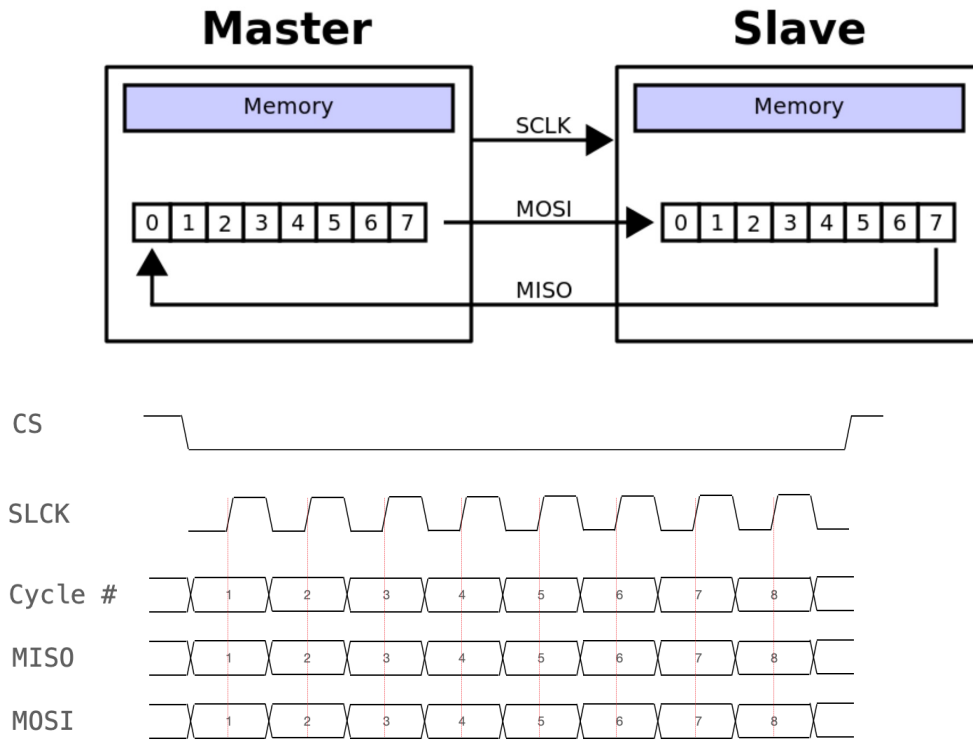 Master Slave
Memory Memory
SCLK
0 1 2 3 4 5 6 7 MOSI 0 1 2 3 4 5 6 7
MISO
CS
SLCK
Cycle # 1 2 3 4 5 6 7 8
MISO 1 2 3 4 5 6 7 8
MOSI 1 2 3 4 5 6 7 8